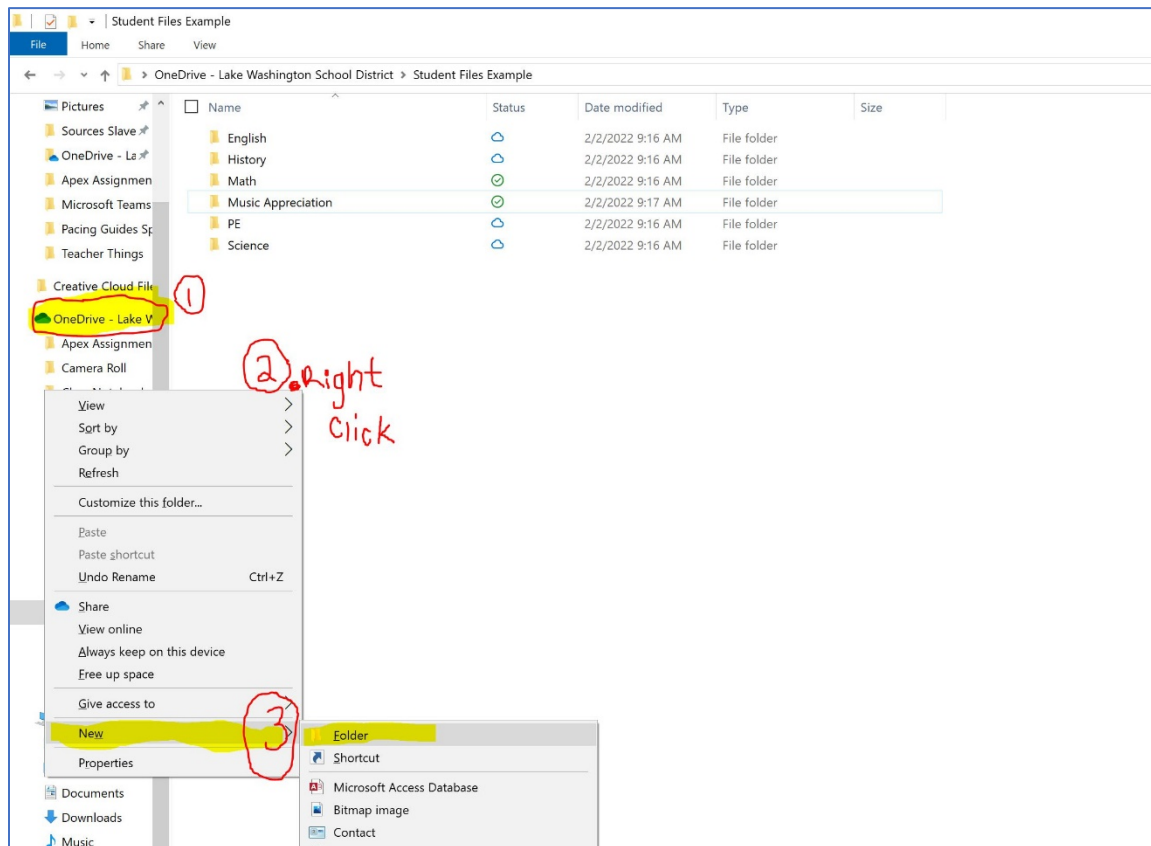 Student Files Example
File Home Share View
OneDrive - Lake Washington School District > Student Files Example
Pictures
Sources Slave
OneDrive - La
Apex Assignmen
Microsoft Teams
Pacing Guides Sp
Teacher Things
Creative Cloud File
OneDrive - Lake W
Apex Assignmen
Camera Roll
Name Status Date modified Type Size
English 2/2/2022 9:16 AM File folder
History 2/2/2022 9:16 AM File folder
Math 2/2/2022 9:16 AM File folder
Music Appreciation 2/2/2022 9:17 AM File folder
PE 2/2/2022 9:16 AM File folder
Science 2/2/2022 9:16 AM File folder
1
2. Right
Click
View
Sort by
Group by
Refresh
Customize this folder...
Paste
Paste shortcut
Undo Rename Ctrl+Z
Share
View online
Always keep on this device
Free up space
Give access to
3
New
Properties
Folder
Shortcut
Microsoft Access Database
Bitmap image
Contact
Documents
Downloads
Music